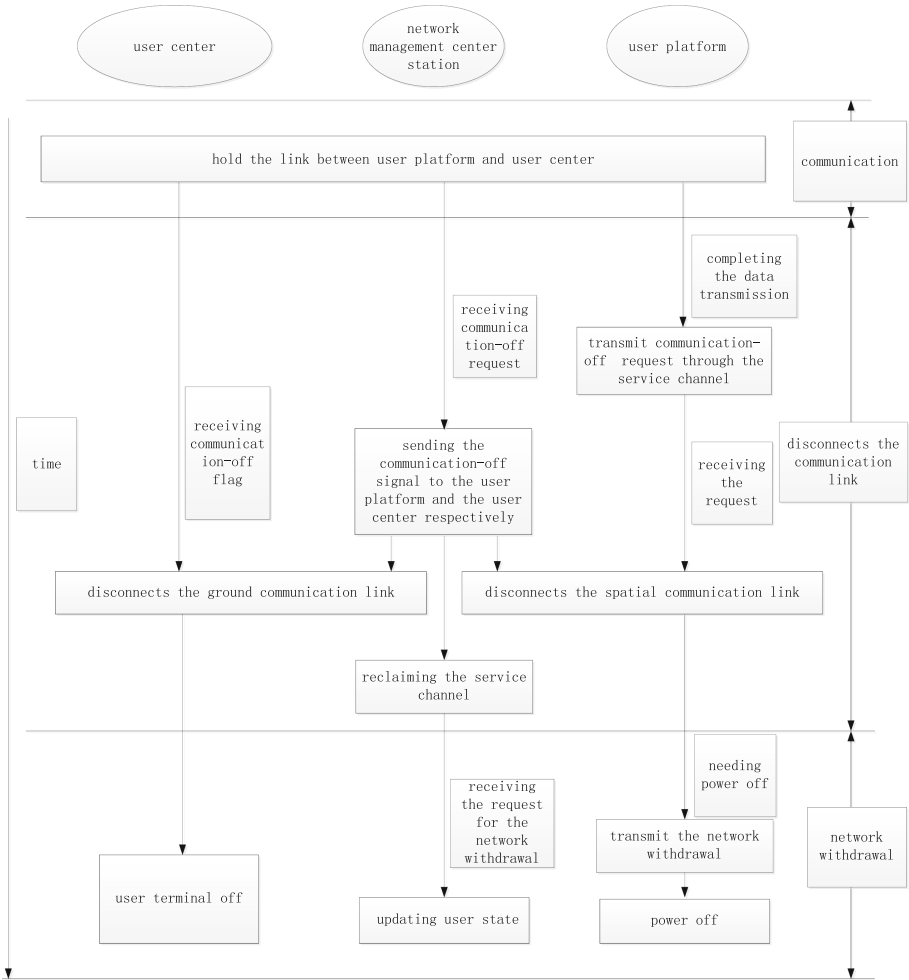 user center
network
management center
station
user platform
hold the link between user platform and user center
communication
completing
the data
transmission
receiving
communica
tion-off
request
transmit communication-
off request through the
service channel
receiving
communicat
ion-off
flag
time
sending the
communication-off
signal to the user
platform and the user
center respectively
receiving
the
request
disconnects the
communication
link
disconnects the ground communication link
disconnects the spatial communication link
reclaiming the service
channel
needing
power off
receiving
the request
for the
network
withdrawal
transmit the network
withdrawal
network
withdrawal
user terminal off
updating user state
power off